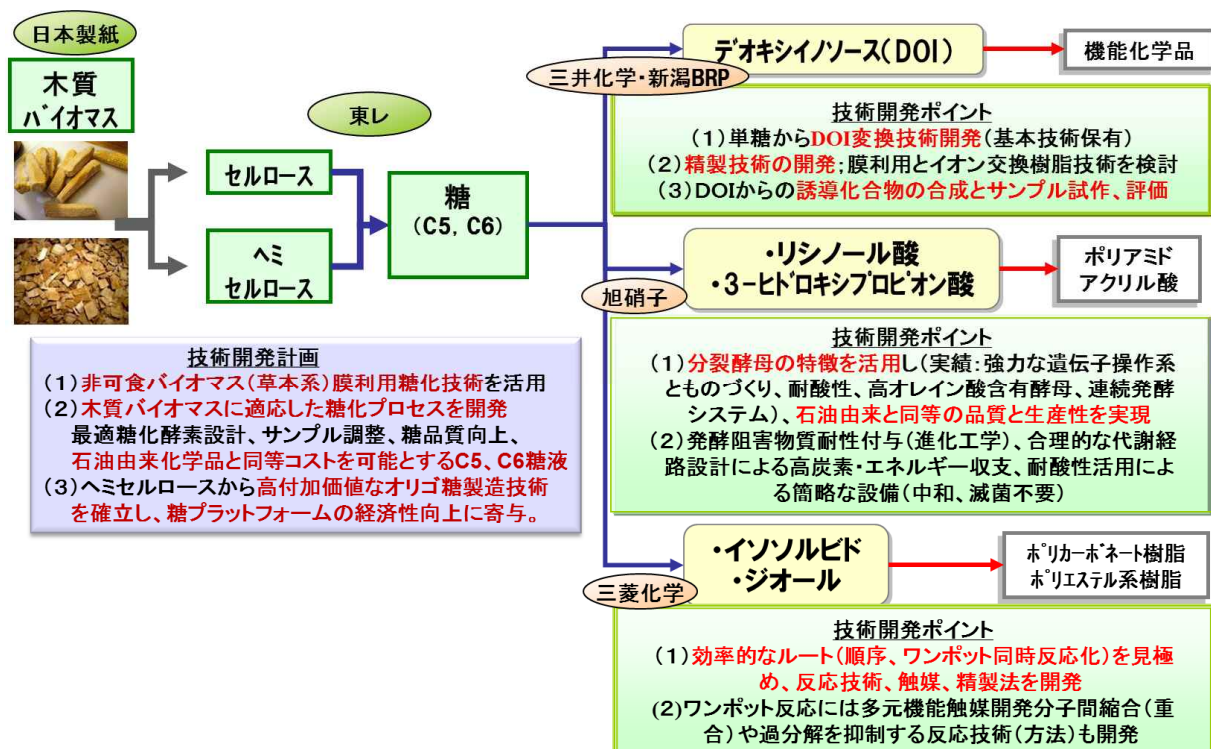 日本製紙
木質
バイオマス
東レ
セルロース
ヘミ
セルロース
糖
(C5, C6)
技術開発計画
(1)非可食バイオマス(草本系)膜利用糖化技術を活用
(2)木質バイオマスに適応した糖化プロセスを開発
最適糖化酵素設計、サンプル調整、糖品質向上、
石油由来化学品と同等コストを可能とするC5、C6糖液
(3)ヘミセルロースから高付加価値なオリゴ糖製造技術
を確立し、糖プラットフォームの経済性向上に寄与。
デオキシイノソース(DOI)
機能化学品
三井化学・新潟BRP
技術開発ポイント
(1)単糖からDOI変換技術開発(基本技術保有)
(2)精製技術の開発;膜利用とイオン交換樹脂技術を検討
(3)DOIからの誘導化合物の合成とサンプル試作、評価
・リシノール酸
・3-ヒドロキシプロピオン酸
ポリアミド
アクリル酸
旭硝子
技術開発ポイント
(1)分裂酵母の特徴を活用し(実績:強力な遺伝子操作系
とものづくり、耐酸性、高オレイン酸含有酵母、連続発酵
システム)、石油由来と同等の品質と生産性を実現
(2)発酵阻害物質耐性付与(進化工学)、合理的な代謝経
路設計による高炭素・エネルギー収支、耐酸性活用によ
る簡略な設備(中和、滅菌不要)
・イソソルビド
・ジオール
ポリカーボネート樹脂
ポリエステル系樹脂
三菱化学
技術開発ポイント
(1)効率的なルート(順序、ワンポット同時反応化)を見極
め、反応技術、触媒、精製法を開発
(2)ワンポット反応には多元機能触媒開発分子間縮合(重
合)や過分解を抑制する反応技術(方法)も開発